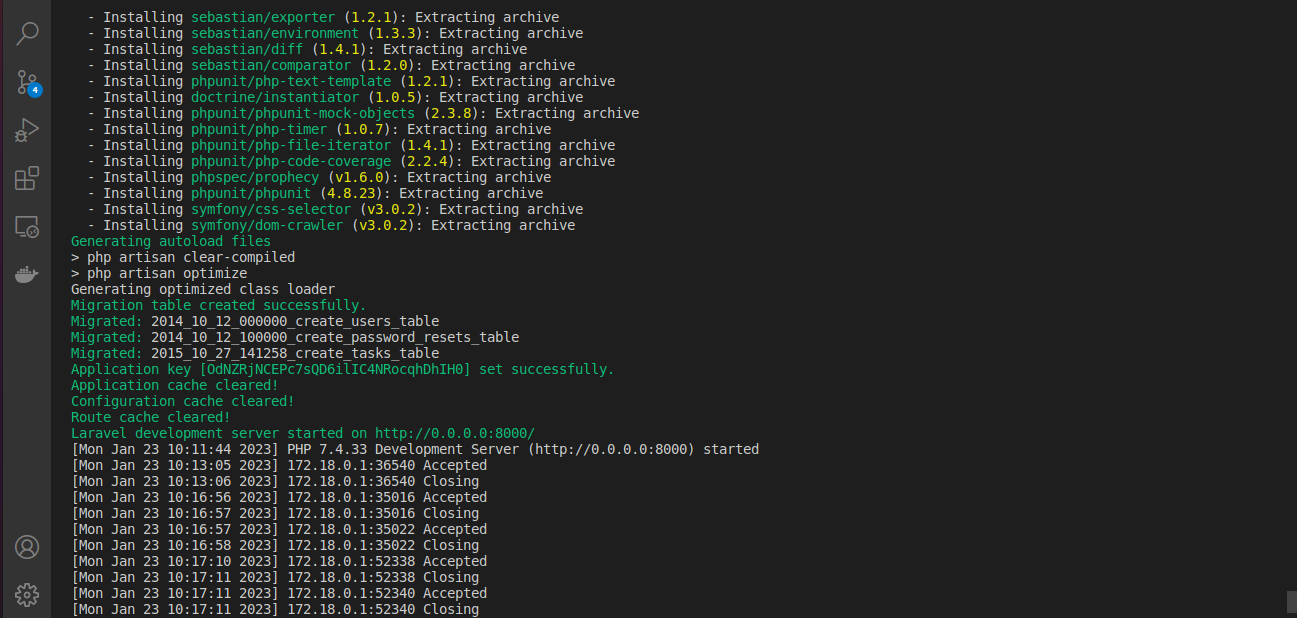 - Installing sebastian/exporter (1.2.1): Extracting archive
- Installing sebastian/environment (1.3.3): Extracting archive
- Installing sebastian/diff (1.4.1): Extracting archive
- Installing sebastian/comparator (1.2.0): Extracting archive
- Installing phpunit/php-text-template (1.2.1): Extracting archive
- Installing doctrine/instantiator (1.0.5): Extracting archive
- Installing phpunit/phpunit-mock-objects (2.3.8): Extracting archive
- Installing phpunit/php-timer (1.0.7): Extracting archive
- Installing phpunit/php-file-iterator (1.4.1): Extracting archive
- Installing phpunit/php-code-coverage (2.2.4): Extracting archive
- Installing phpspec/prophecy (v1.6.0): Extracting archive
- Installing phpunit/phpunit (4.8.23): Extracting archive
- Installing symfony/css-selector (v3.0.2): Extracting archive
- Installing symfony/dom-crawler (v3.0.2): Extracting archive
Generating autoload files
> php artisan clear-compiled
> php artisan optimize
Generating optimized class loader
Migration table created successfully.
Migrated: 2014_10_12_000000_create_users_table
Migrated: 2014_10_12_100000_create_password_resets_table
Migrated: 2015_10_27_141258_create_tasks_table
Application key [OdNZRjNCEPc7sQD6ilIC4NRocqhDhIH0] set successfully.
Application cache cleared!
Configuration cache cleared!
Route cache cleared!
Laravel development server started on http://0.0.0.0:8000/
[Mon Jan 23 10:11:44 2023] PHP 7.4.33 Development Server (http://0.0.0.0:8000) started
[Mon Jan 23 10:13:05 2023] 172.18.0.1:36540 Accepted
[Mon Jan 23 10:13:06 2023] 172.18.0.1:36540 Closing
[Mon Jan 23 10:16:56 2023] 172.18.0.1:35016 Accepted
[Mon Jan 23 10:16:57 2023] 172.18.0.1:35016 Closing
[Mon Jan 23 10:16:57 2023] 172.18.0.1:35022 Accepted
[Mon Jan 23 10:16:58 2023] 172.18.0.1:35022 Closing
[Mon Jan 23 10:17:10 2023] 172.18.0.1:52338 Accepted
[Mon Jan 23 10:17:11 2023] 172.18.0.1:52338 Closing
[Mon Jan 23 10:17:11 2023] 172.18.0.1:52340 Accepted
[Mon Jan 23 10:17:11 2023] 172.18.0.1:52340 Closing
4